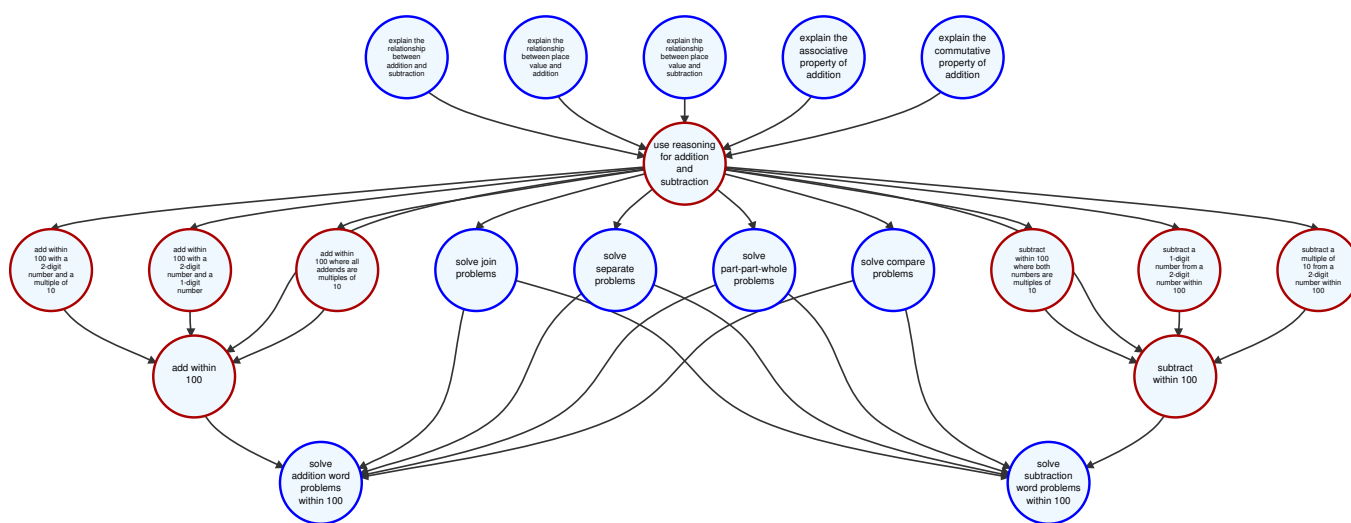 explain the
relationship
between
addition and
subtraction
explain the
relationship
between place
value and
addition
explain the
relationship
between place
value and
subtraction
explain the
associative
property of
addition
explain the
commutative
property of
addition
use reasoning
for addition
and
subtraction
add within
100 with a
2-digit
number and a
multiple of
10
add within
100 with a
2-digit
number and a
1-digit
number
add within
100 where all
addends are
multiples of
10
solve join
problems
solve
separate
problems
solve
part-part-whole
problems
solve compare
problems
subtract
within 100
where both
numbers are
multiples of
10
subtract a
1-digit
number from a
2-digit
number within
100
subtract a
multiple of
10 from a
2-digit
number within
100
add within
100
subtract
within 100
solve
addition word
problems
within 100
solve
subtraction
word problems
within 100